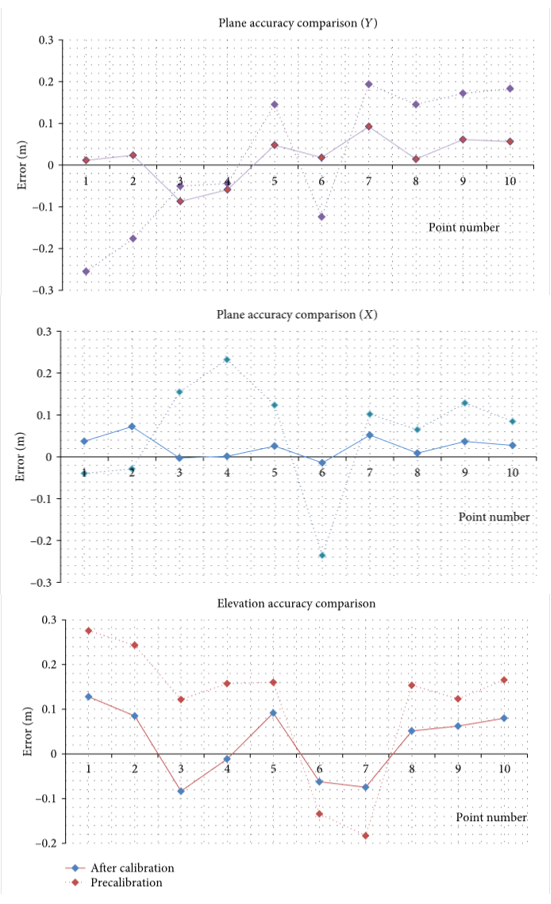 Plane accuracy comparison (Y)
0.3
0.2
0.1
0
−0.1
−0.2
−0.3
Error (m)
1 2 3 4 5 6 7 8 9 10
Point number
Plane accuracy comparison (X)
0.3
0.2
0.1
0
−0.1
−0.2
−0.3
Error (m)
1 2 3 4 5 6 7 8 9 10
Point number
Elevation accuracy comparison
0.3
0.2
0.1
0
−0.1
−0.2
Error (m)
1 2 3 4 5 6 7 8 9 10
Point number
After calibration
Precalibration